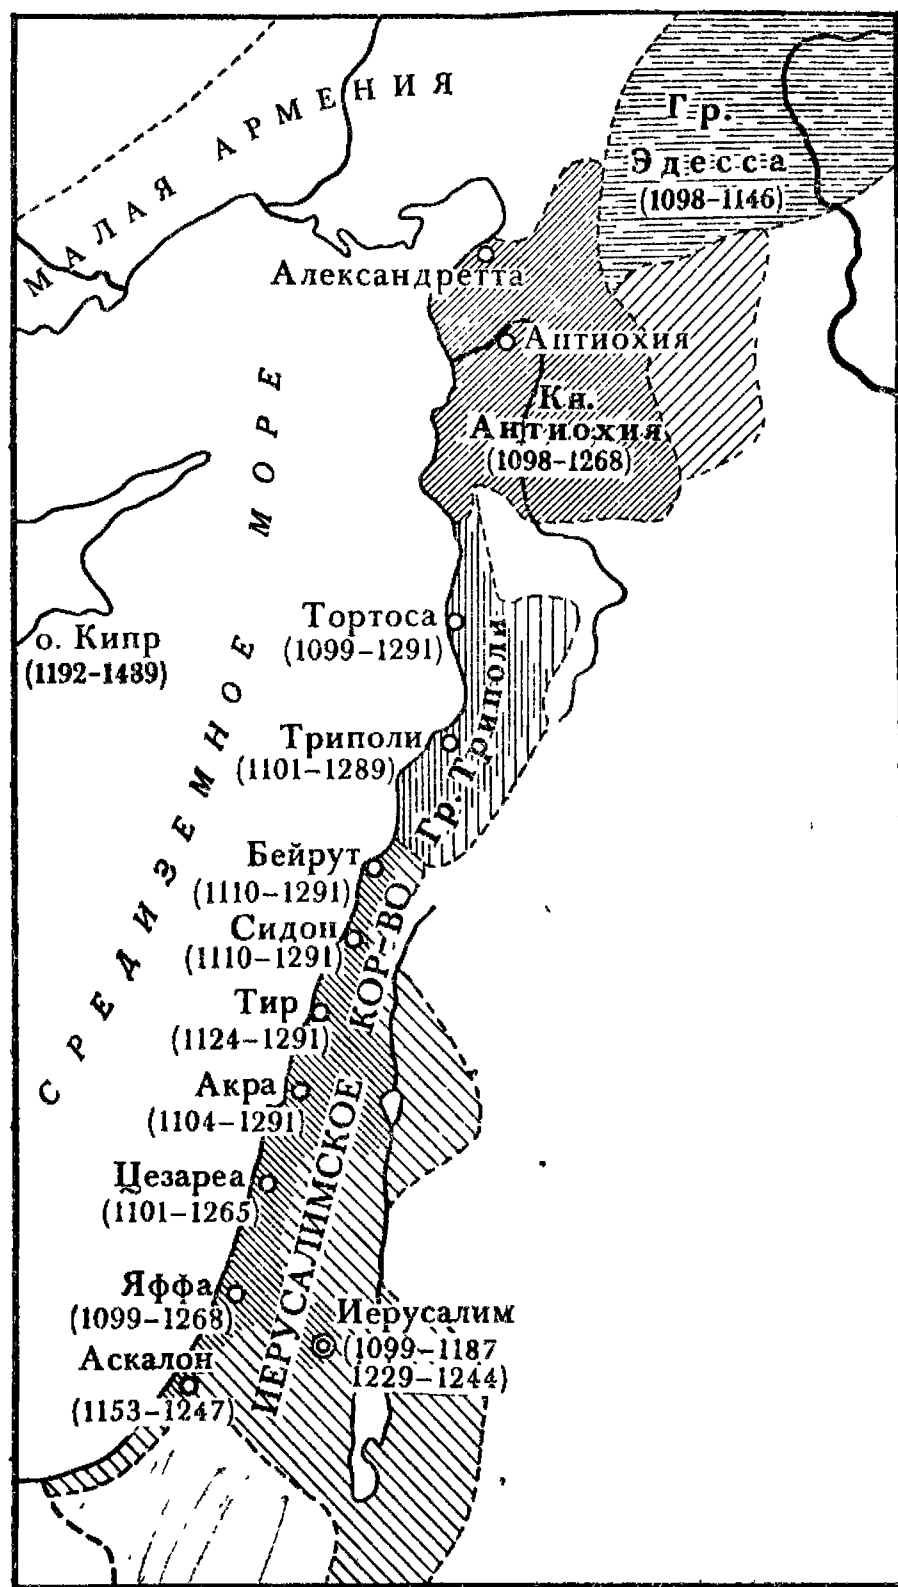 МАЛАЯ АРМЕНИЯ
Гр.
Эдесса
(1098-1146)
Александретта
Антиохия
Кн.
Антиохия
(1098-1268)
СРЕДИЗЕМНОЕ МОРЕ
Тортоса
(1099-1291)
о. Кипр
(1192-1489)
Триполи
(1101-1289)
Гр. Триполи
Бейрут
(1110-1291)
Сидон
(1110-1291)
Тир
(1124-1291)
Акра
(1104-1291)
Цезареа
(1101-1265)
ИЕРУСАЛИМСКОЕ КОР-ВО
Яффа
(1099-1268)
Иерусалим
(1099-1187
1229-1244)
Аскалон
(1153-1247)